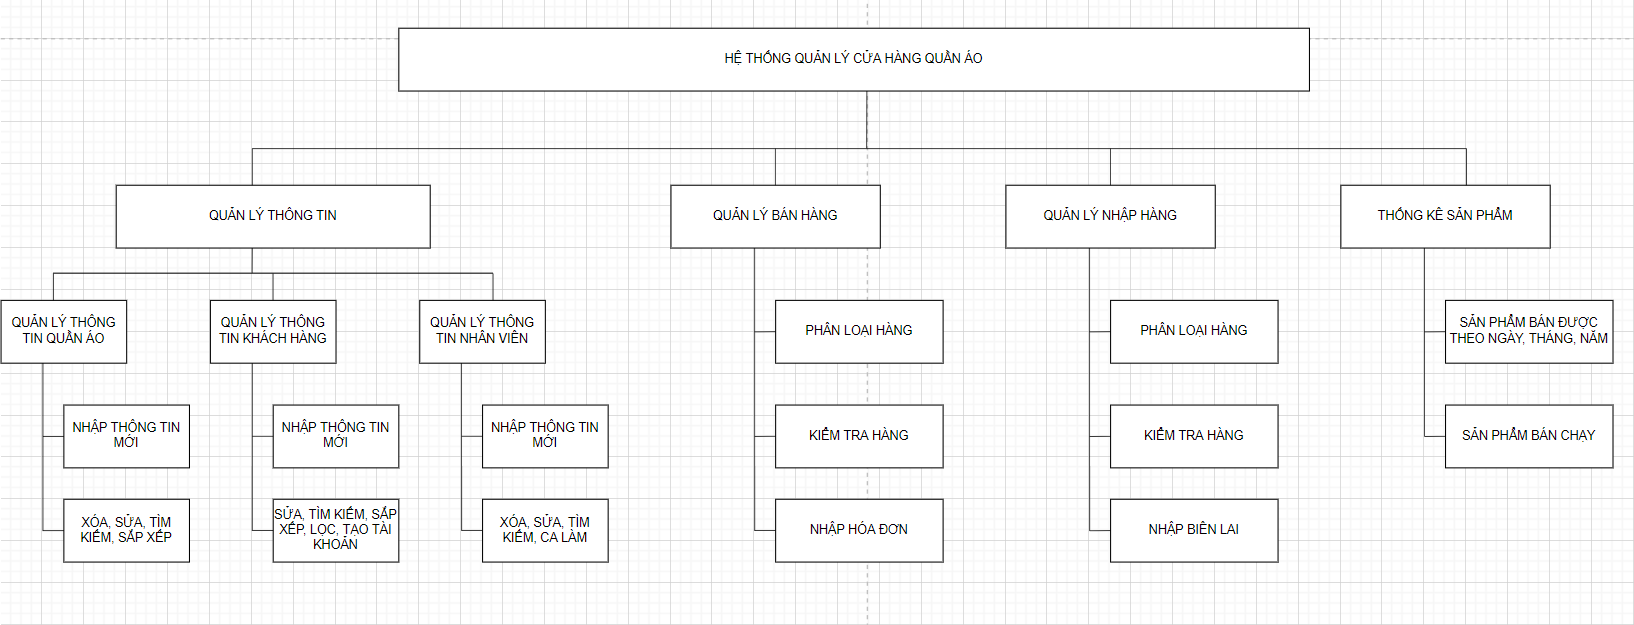 HỆ THỐNG QUẢN LÝ CỬA HÀNG QUẦN ÁO
QUẢN LÝ THÔNG TIN
QUẢN LÝ BÁN HÀNG
QUẢN LÝ NHẬP HÀNG
THỐNG KÊ SẢN PHẨM
QUẢN LÝ THÔNG
TIN QUẦN ÁO
QUẢN LÝ THÔNG
TIN KHÁCH HÀNG
QUẢN LÝ THÔNG
TIN NHÂN VIÊN
PHÂN LOẠI HÀNG
PHÂN LOẠI HÀNG
SẢN PHẨM BÁN ĐƯỢC
THEO NGÀY, THÁNG, NĂM
NHẬP THÔNG TIN
MỚI
NHẬP THÔNG TIN
MỚI
NHẬP THÔNG TIN
MỚI
KIỂM TRA HÀNG
KIỂM TRA HÀNG
SẢN PHẨM BÁN CHẠY
XÓA, SỬA, TÌM
KIẾM, SẮP XẾP
SỬA, TÌM KIẾM, SẮP
XẾP, LỌC, TẠO TÀI
KHOẢN
XÓA, SỬA, TÌM
KIẾM, CA LÀM
NHẬP HÓA ĐƠN
NHẬP BIÊN LAI